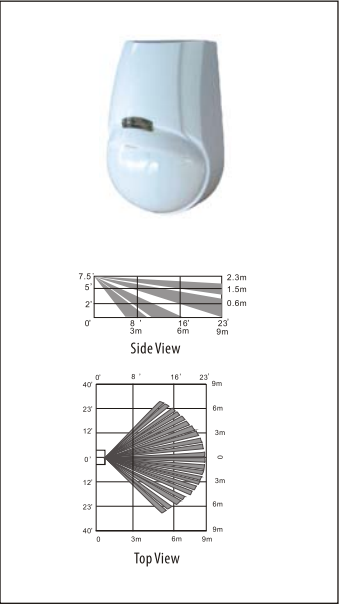 7.5' 2.3m
5' 1.5m
2' 0.6m
0' 8' 16' 23'
3m 6m 9m
Side View
0' 8' 16' 23'
40' 9m
23' 6m
12' 3m
0' 0
12' 3m
23' 6m
40' 9m
0 3m 6m 9m
Top View